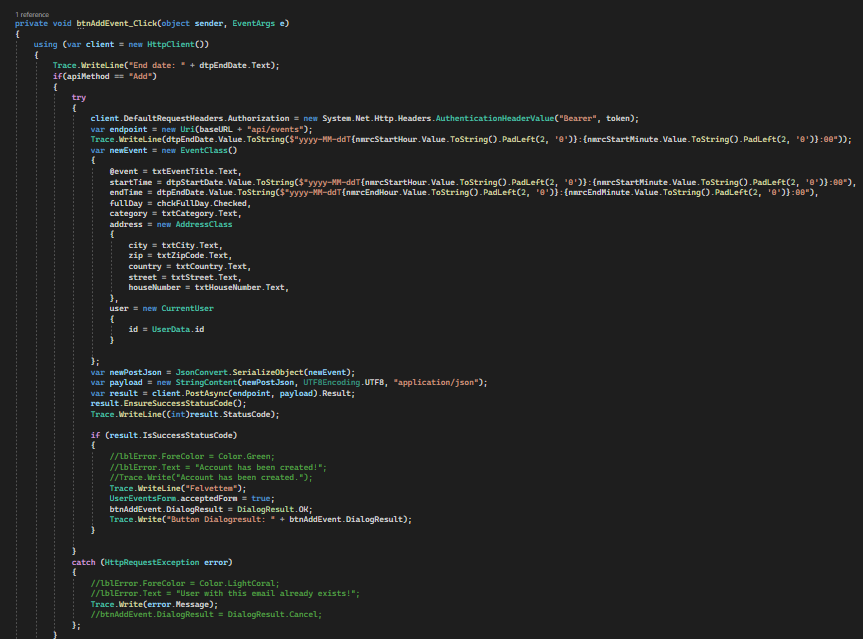 1 reference
private void btnAddEvent_Click(object sender, EventArgs e)
{
using (var client = new HttpClient())
{
Trace.WriteLine("End date: " + dtpEndDate.Text);
if(apiMethod == "Add")
{
try
{
client.DefaultRequestHeaders.Authorization = new System.Net.Http.Headers.AuthenticationHeaderValue("Bearer", token);
var endpoint = new Uri(baseURL + "api/events");
Trace.WriteLine(dtpEndDate.Value.ToString($"yyyy-MM-ddT{nmrcStartHour.Value.ToString().PadLeft(2, '0')}:{nmrcStartMinute.Value.ToString().PadLeft(2, '0')}:00"));
var newEvent = new EventClass()
{
@event = txtEventTitle.Text,
startTime = dtpStartDate.Value.ToString($"yyyy-MM-ddT{nmrcStartHour.Value.ToString().PadLeft(2, '0')}:{nmrcStartMinute.Value.ToString().PadLeft(2, '0')}:00"),
endTime = dtpEndDate.Value.ToString($"yyyy-MM-ddT{nmrcEndHour.Value.ToString().PadLeft(2, '0')}:{nmrcEndMinute.Value.ToString().PadLeft(2, '0')}:00"),
fullDay = chckFullDay.Checked,
category = txtCategory.Text,
address = new AddressClass
{
city = txtCity.Text,
zip = txtZipCode.Text,
country = txtCountry.Text,
street = txtStreet.Text,
houseNumber = txtHouseNumber.Text,
},
user = new CurrentUser
{
id = UserData.id
}
};
var newPostJson = JsonConvert.SerializeObject(newEvent);
var payload = new StringContent(newPostJson, UTF8Encoding.UTF8, "application/json");
var result = client.PostAsync(endpoint, payload).Result;
result.EnsureSuccessStatusCode();
Trace.WriteLine((int)result.StatusCode);
if (result.IsSuccessStatusCode)
{
//lblError.ForeColor = Color.Green;
//lblError.Text = "Account has been created!";
//Trace.Write("Account has been created.");
Trace.WriteLine("Felvettem");
UserEventsForm.acceptedForm = true;
btnAddEvent.DialogResult = DialogResult.OK;
Trace.Write("Button Dialogresult: " + btnAddEvent.DialogResult);
}
}
catch (HttpRequestException error)
{
//lblError.ForeColor = Color.LightCoral;
//lblError.Text = "User with this email already exists!";
Trace.Write(error.Message);
//btnAddEvent.DialogResult = DialogResult.Cancel;
};
}